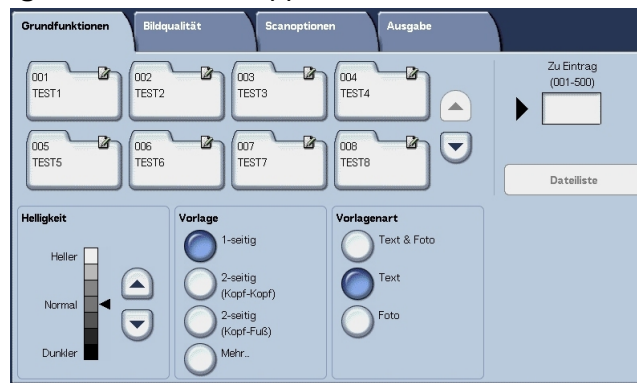 Grundfunktionen
Bildqualität
Scanoptionen
Ausgabe
001
TEST1
002
TEST2
003
TEST3
004
TEST4
005
TEST5
006
TEST6
007
TEST7
008
TEST8
Zu Eintrag
(001-500)
Dateiliste
Helligkeit
Heller
Normal
Dunkler
Vorlage
1-seitig
2-seitig
(Kopf-Kopf)
2-seitig
(Kopf-Fuß)
Mehr...
Vorlagenart
Text & Foto
Text
Foto